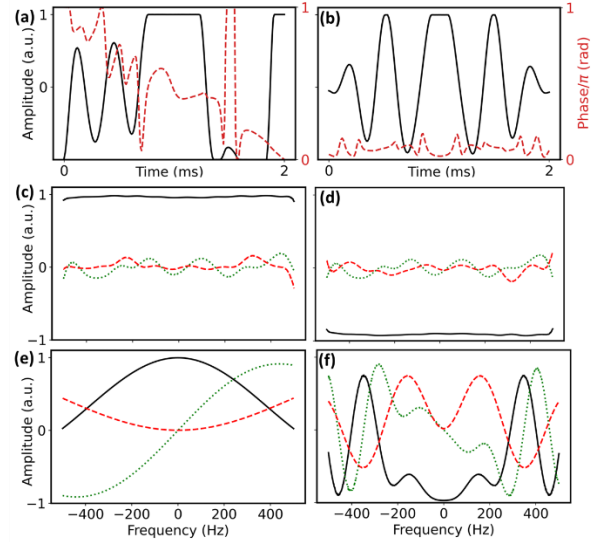 (a)
(b)
Amplitude (a.u.)
1
0
1
0
Phase/π (rad)
1
0
0
2
0
2
Time (ms)
Time (ms)
(c)
(d)
Amplitude (a.u.)
1
0
−1
(e)
(f)
Amplitude (a.u.)
1
0
−1
−400 −200 0 200 400
−400 −200 0 200 400
Frequency (Hz)
Frequency (Hz)